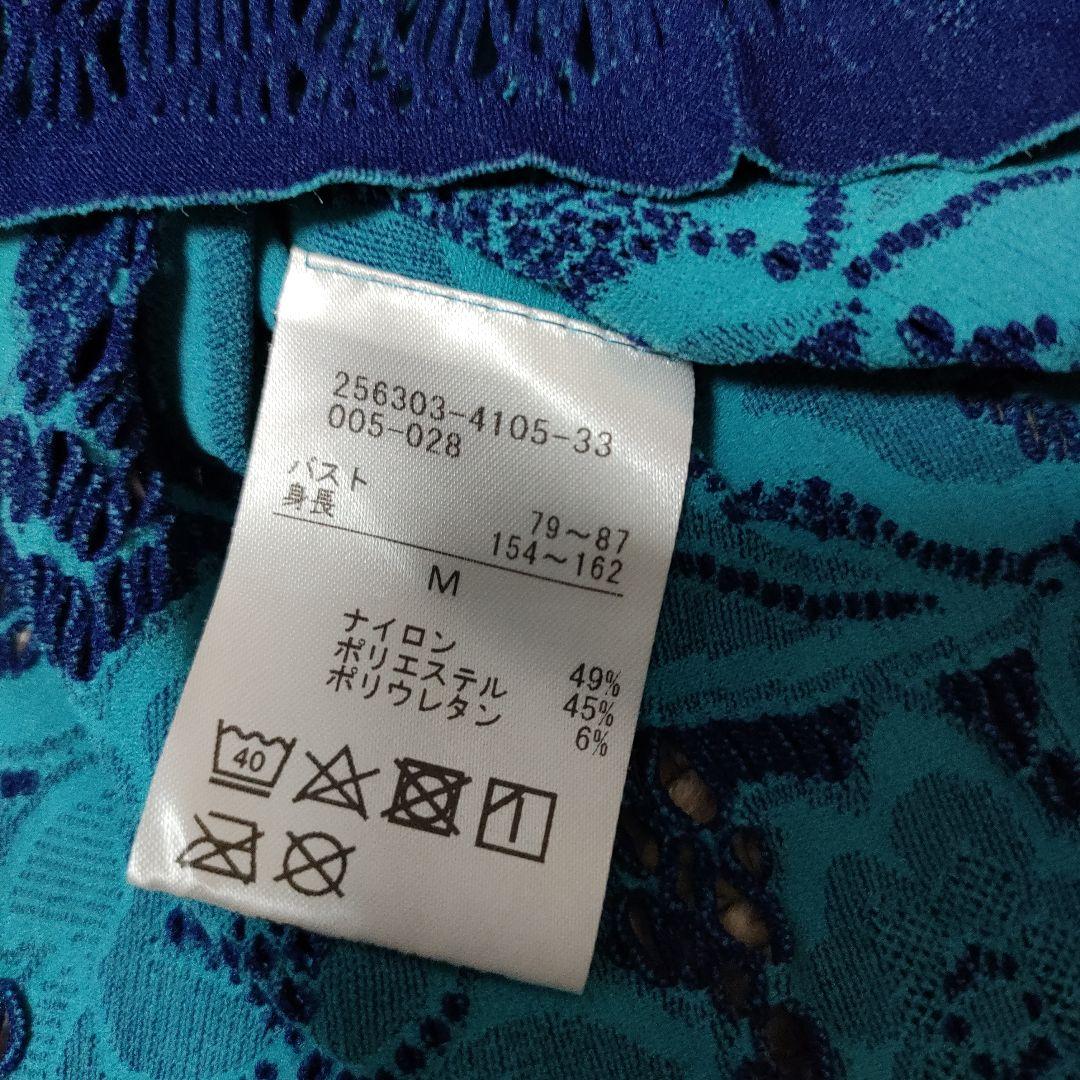 256303-4105-33
005-028
バスト 79～87
身長 154～162
M
ナイロン 49%
ポリエステル 45%
ポリウレタン 6%
40